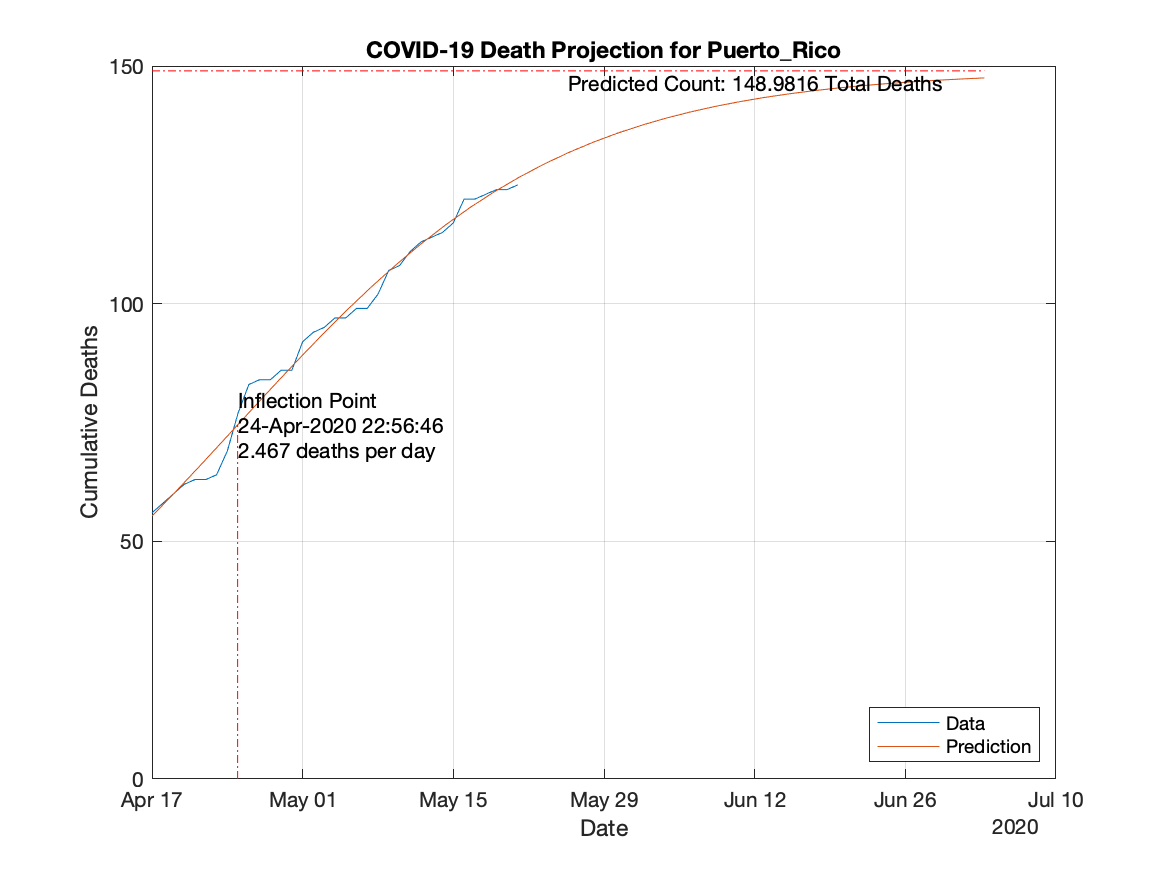 COVID-19 Death Projection for Puerto_Rico
150
Predicted Count: 148.9816 Total Deaths
100
Cumulative Deaths
Inflection Point
24-Apr-2020 22:56:46
2.467 deaths per day
50
Data
Prediction
0
Apr 17 May 01 May 15 May 29 Jun 12 Jun 26 Jul 10
Date
2020